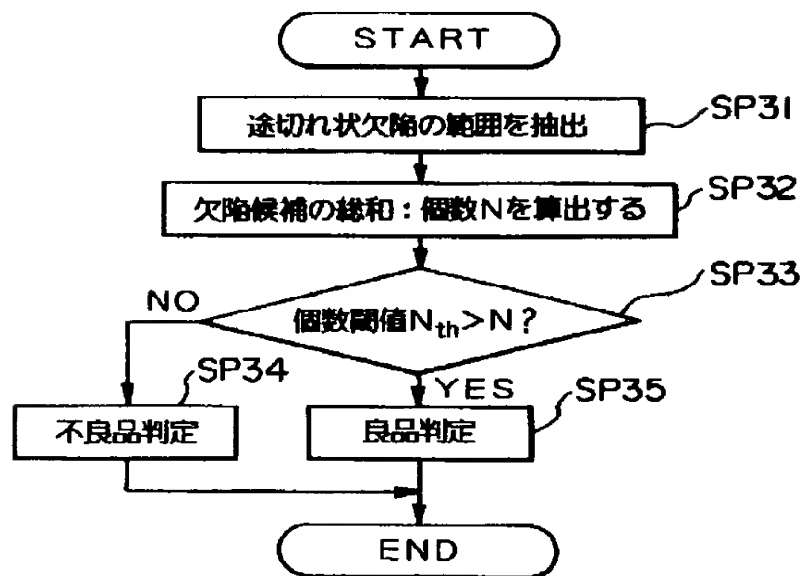 START
途切れ状欠陥の範囲を抽出
SP31
欠陥候補の総和：個数Nを算出する
SP32
個数閾値Nth>N？
SP33
NO
YES
SP34
不良品判定
SP35
良品判定
END